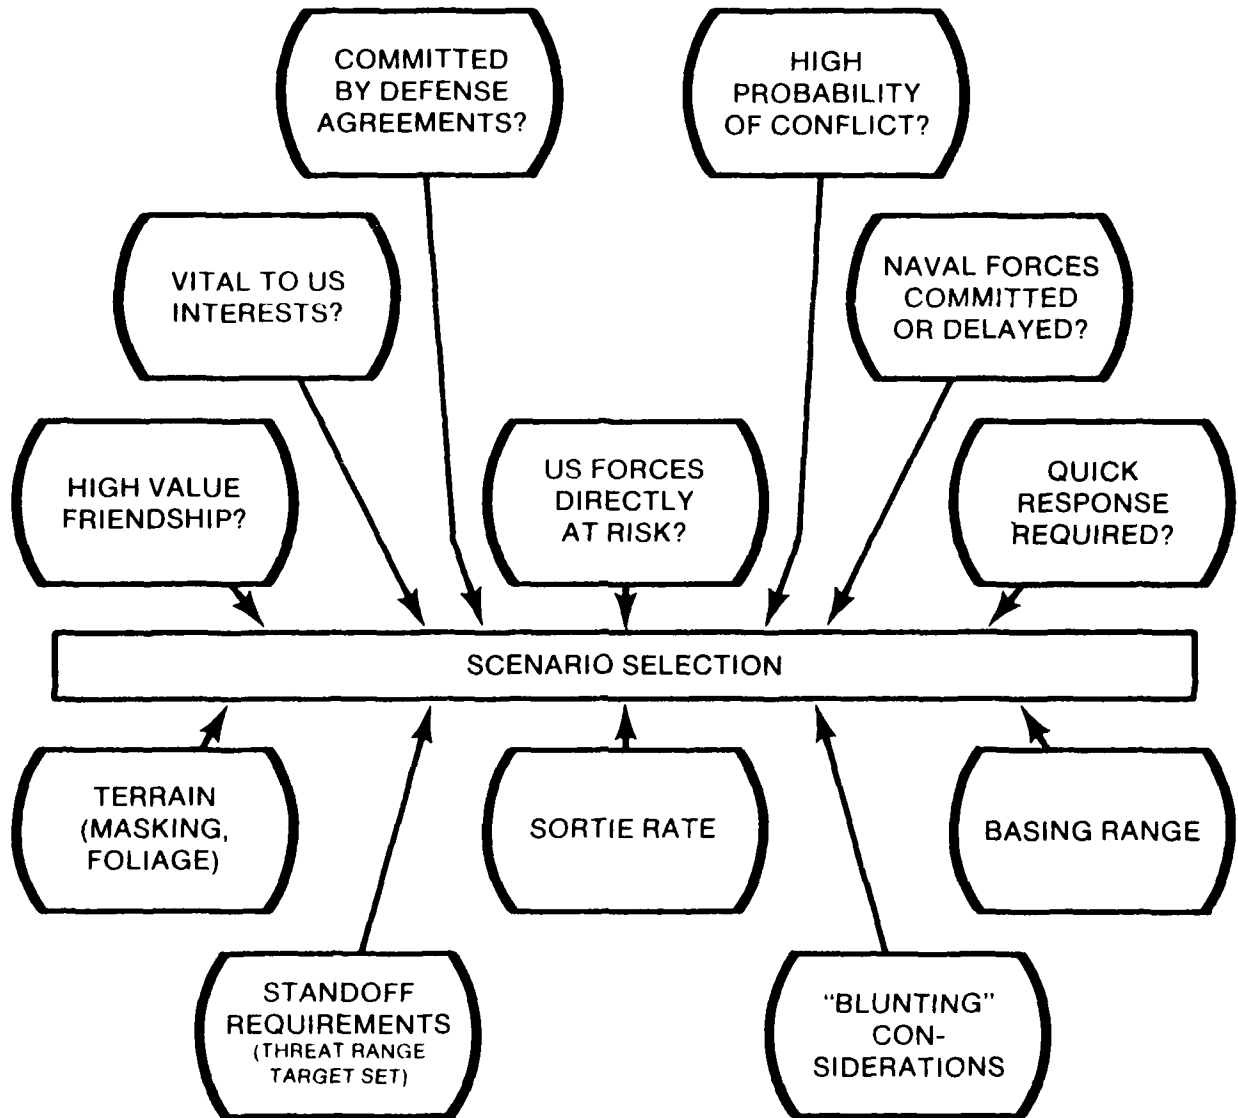 COMMITTED
BY DEFENSE
AGREEMENTS?
HIGH
PROBABILITY
OF CONFLICT?
VITAL TO US
INTERESTS?
NAVAL FORCES
COMMITTED
OR DELAYED?
HIGH VALUE
FRIENDSHIP?
US FORCES
DIRECTLY
AT RISK?
QUICK
RESPONSE
REQUIRED?
SCENARIO SELECTION
TERRAIN
(MASKING,
FOLIAGE)
SORTIE RATE
BASING RANGE
STANDOFF
REQUIREMENTS
(THREAT RANGE
TARGET SET)
"BLUNTING"
CON-
SIDERATIONS